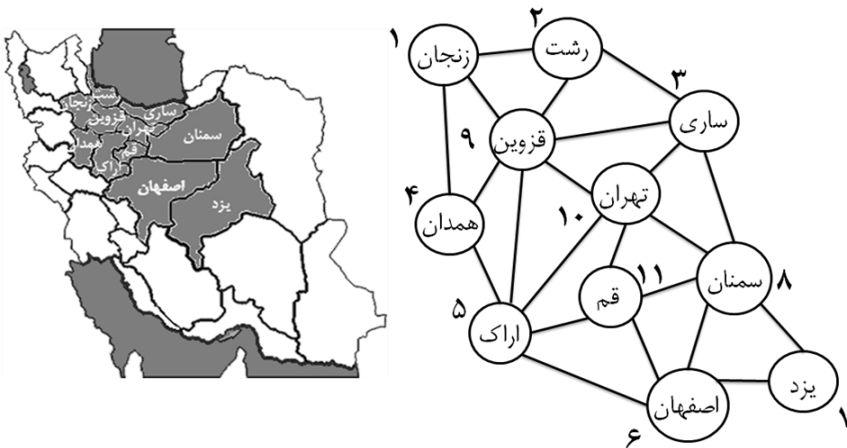 رشت
زنجان
ساری
قزوین
تهران
سمنان
همدان
قم
اراک
اصفهان
یزد
۱
زنجان
۲
رشت
۳
ساری
۹
قزوین
۴
همدان
۱۰
تهران
۱۱
قم
۸
سمنان
۵
اراک
۶
اصفهان
یزد